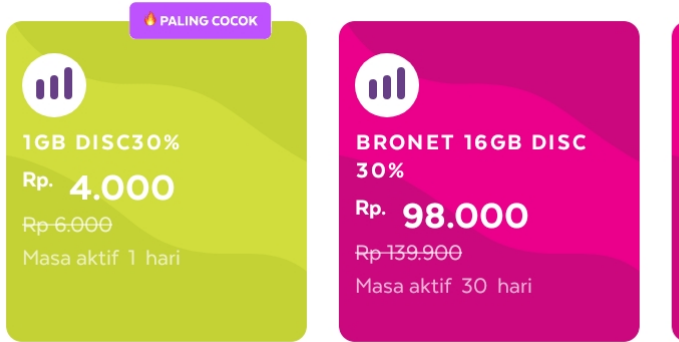 🔥 PALING COCOK
1GB DISC30%
Rp. 4.000
Rp 6.000
Masa aktif 1 hari
BRONET 16GB DISC
30%
Rp. 98.000
Rp 139.900
Masa aktif 30 hari